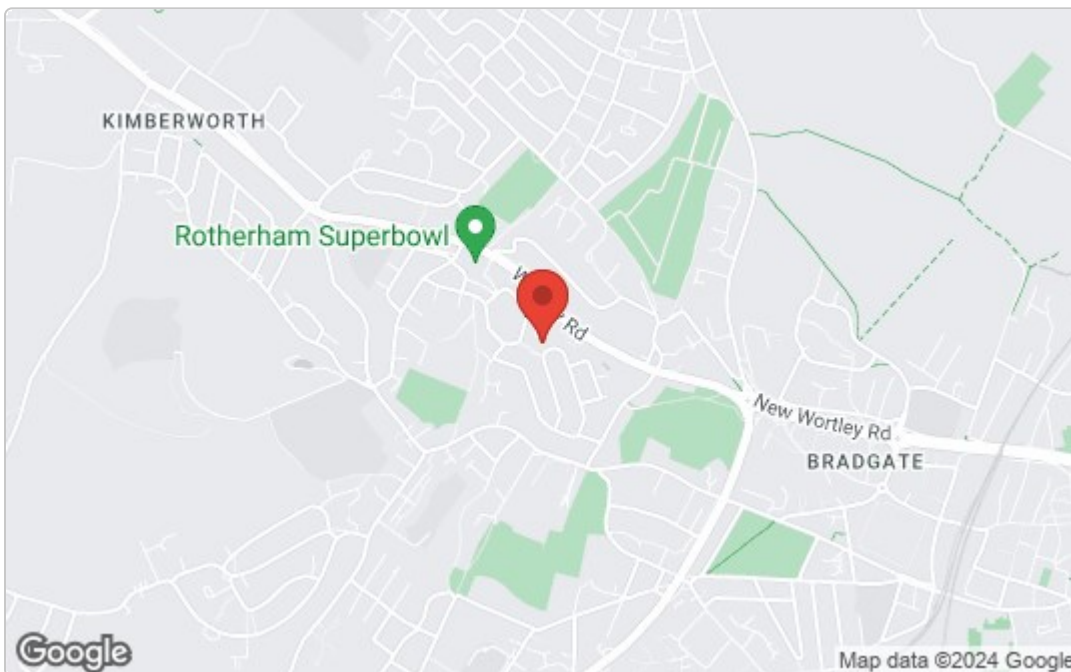 KIMBERWORTH
Rotherham Superbowl
Rd
New Wortley Rd
BRADGATE
Google
Map data ©2024 Google